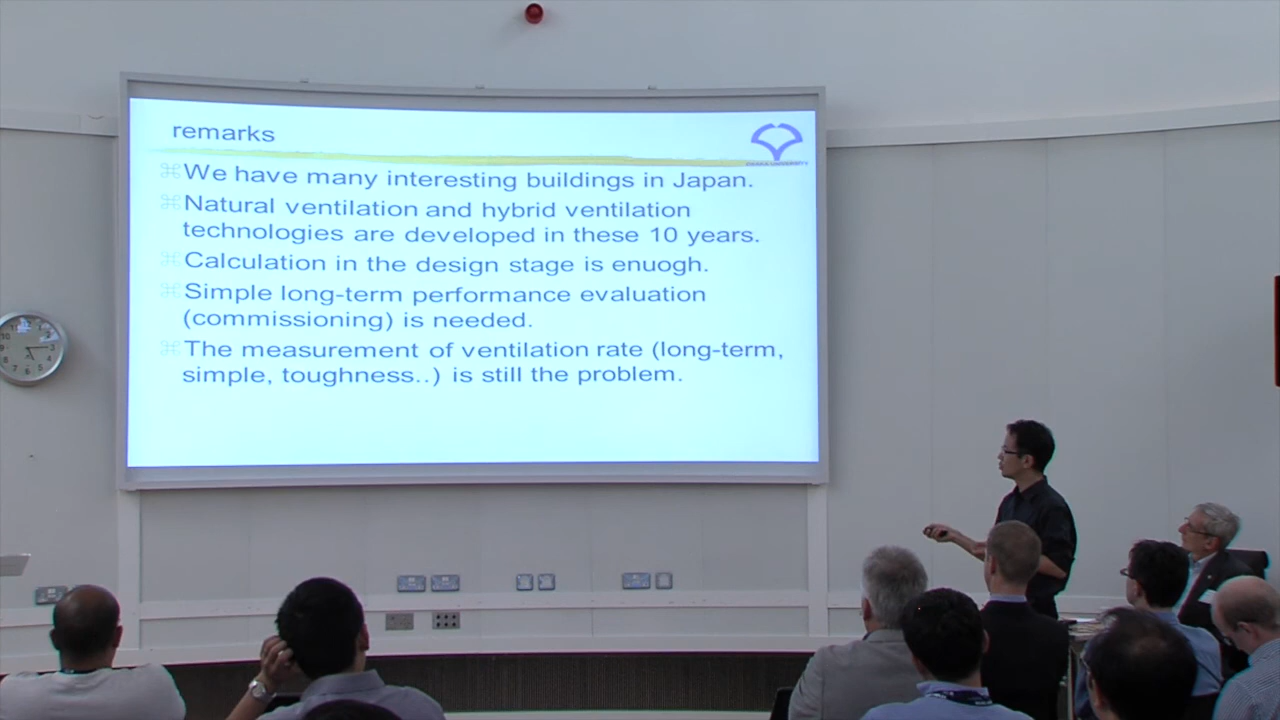 remarks
⌘We have many interesting buildings in Japan.
⌘Natural ventilation and hybrid ventilation
technologies are developed in these 10 years.
⌘Calculation in the design stage is enuogh.
⌘Simple long-term performance evaluation
(commissioning) is needed.
⌘The measurement of ventilation rate (long-term,
simple, toughness..) is still the problem.
OSAKA UNIVERSITY